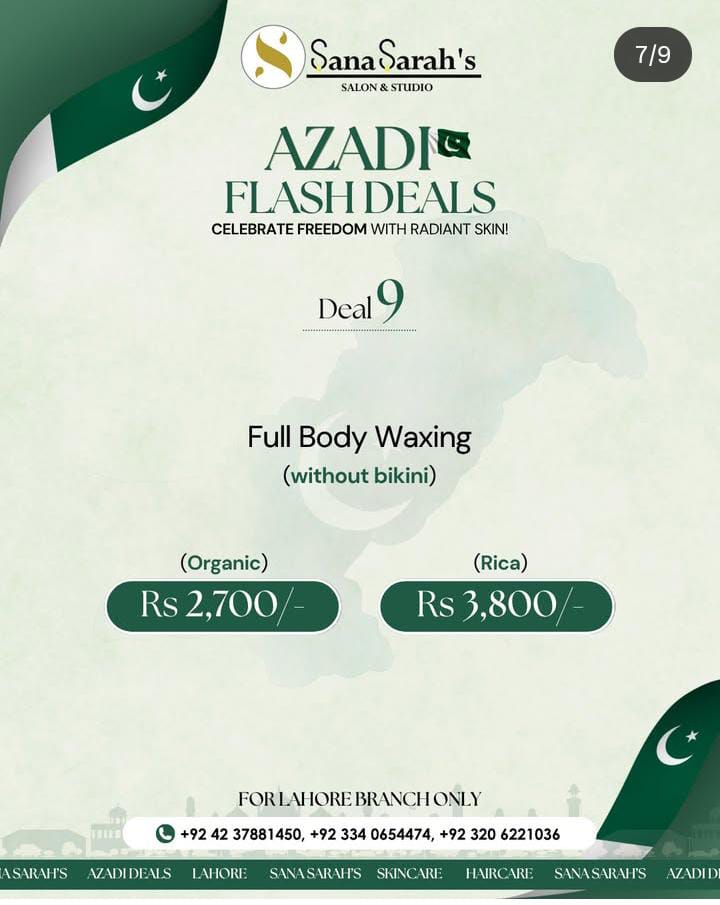 7/9
Sana Sarah's
SALON & STUDIO
AZADI
FLASH DEALS
CELEBRATE FREEDOM WITH RADIANT SKIN!
Deal 9
Full Body Waxing
(without bikini)
(Organic) (Rica)
Rs 2,700/- Rs 3,800/-
FOR LAHORE BRANCH ONLY
+92 42 37881450, +92 334 0654474, +92 320 6221036
A SARAH'S AZADI DEALS LAHORE SANA SARAH'S SKINCARE HAIRCARE SANA SARAH'S AZADI DE